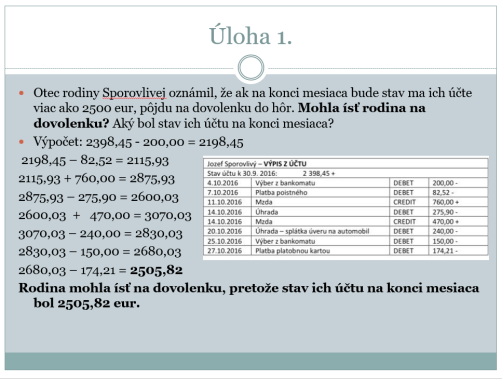 Úloha 1.
Otec rodiny Sporovlivej oznámil, že ak na konci mesiaca bude stav ma ich účte
viac ako 2500 eur, pôjdu na dovolenku do hôr. Mohla ísť rodina na
dovolenku? Aký bol stav ich účtu na konci mesiaca?
Výpočet: 2398,45 - 200,00 = 2198,45
2198,45 – 82,52 = 2115,93
2115,93 + 760,00 = 2875,93
2875,93 – 275,90 = 2600,03
2600,03 + 470,00 = 3070,03
3070,03 – 240,00 = 2830,03
2830,03 – 150,00 = 2680,03
2680,03 – 174,21 = 2505,82
Jozef Sporovlivý – VÝPIS Z ÚČTU
Stav účtu k 30.9. 2016: 2 398,45 +
4.10.2016 Výber z bankomatu DEBET 200,00 -
7.10.2016 Platba poistného DEBET 82,52 -
11.10.2016 Mzda CREDIT 760,00 +
14.10.2016 Úhrada DEBET 275,90 -
14.10.2016 Mzda CREDIT 470,00 +
20.10.2016 Úhrada – splátka úveru na automobil DEBET 240,00 -
25.10.2016 Výber z bankomatu DEBET 150,00 -
27.10.2016 Platba platobnou kartou DEBET 174,21 -
Rodina mohla ísť na dovolenku, pretože stav ich účtu na konci mesiaca
bol 2505,82 eur.